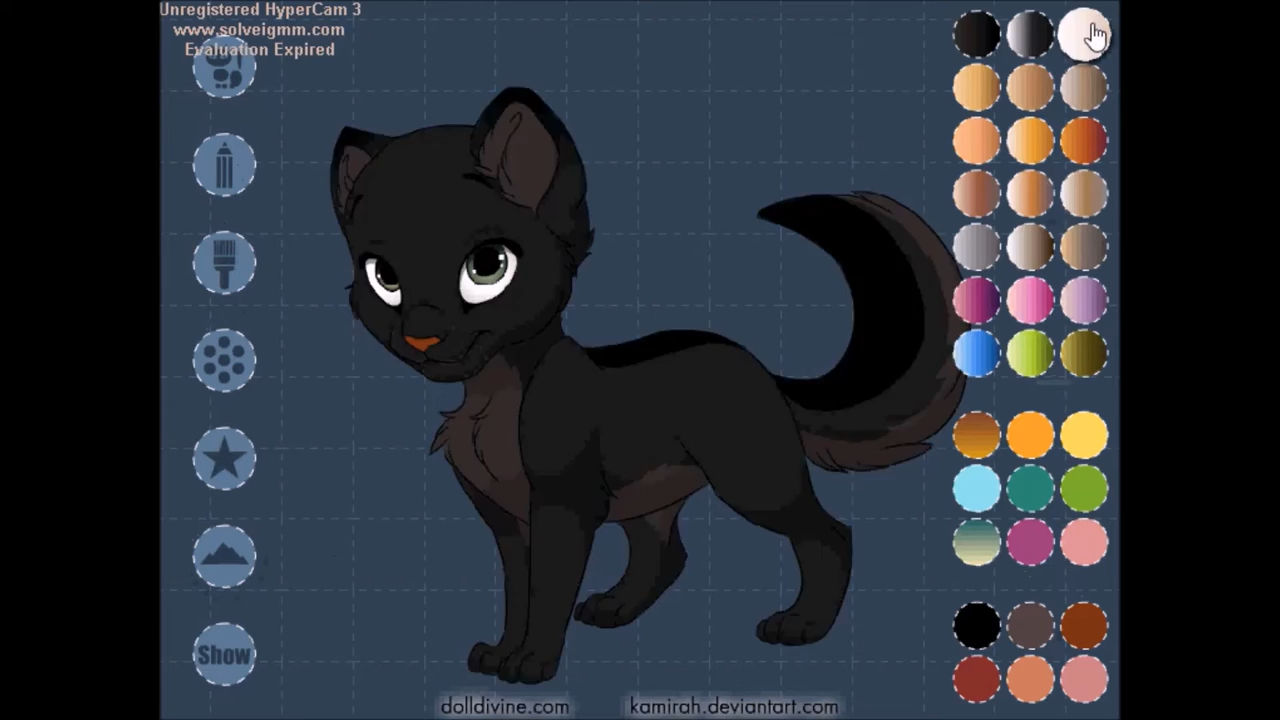 Unregistered HyperCam 3
www.solveigmm.com
Evaluation Expired
Show
dolldivine.com
kamirah.deviantart.com